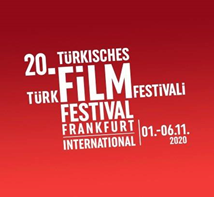 20. TÜRKISCHES
TÜRK FiLM FESTiVALi
FESTIVAL
FRANKFURT
INTERNATIONAL
01.-06.11.
2020